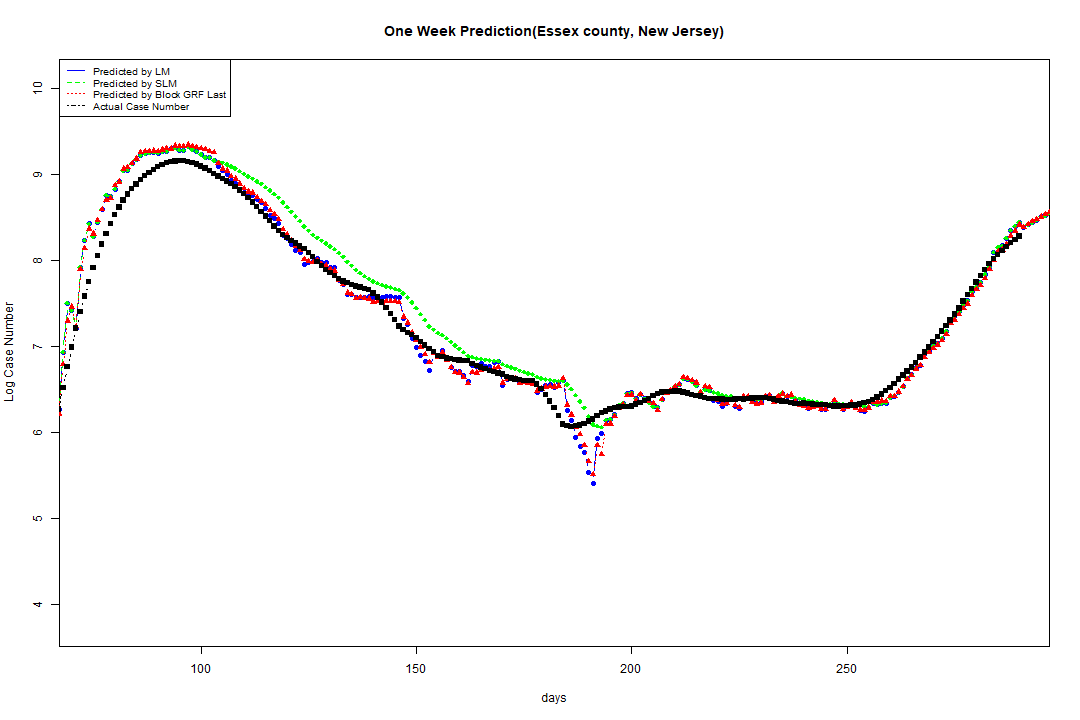 One Week Prediction(Essex county, New Jersey)
Predicted by LM
Predicted by SLM
Predicted by Block GRF Last
Actual Case Number
10
9
8
7
6
5
4
Log Case Number
100
150
200
250
days